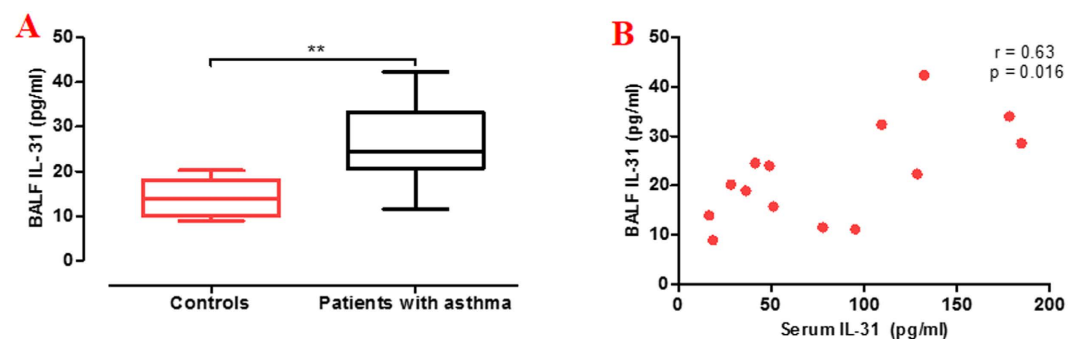 A
BALF IL-31 (pg/ml)
50
40
30
20
10
0
**
Controls
Patients with asthma
B
BALF IL-31 (pg/ml)
50
40
30
20
10
0
r = 0.63
p = 0.016
0
50
100
150
200
Serum IL-31 (pg/ml)